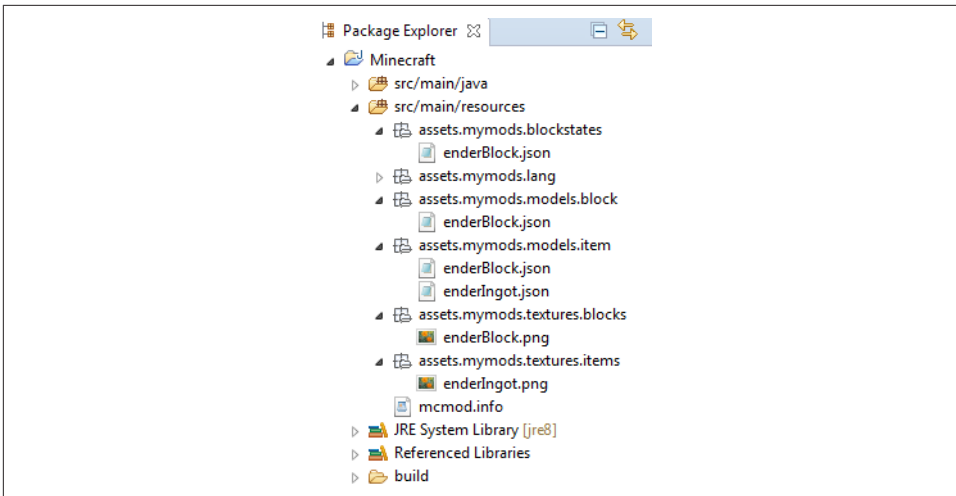 Package Explorer
Minecraft
src/main/java
src/main/resources
assets.mymods.blockstates
enderBlock.json
assets.mymods.lang
assets.mymods.models.block
enderBlock.json
assets.mymods.models.item
enderBlock.json
enderIngot.json
assets.mymods.textures.blocks
enderBlock.png
assets.mymods.textures.items
enderIngot.png
mcmod.info
JRE System Library [jre8]
Referenced Libraries
build